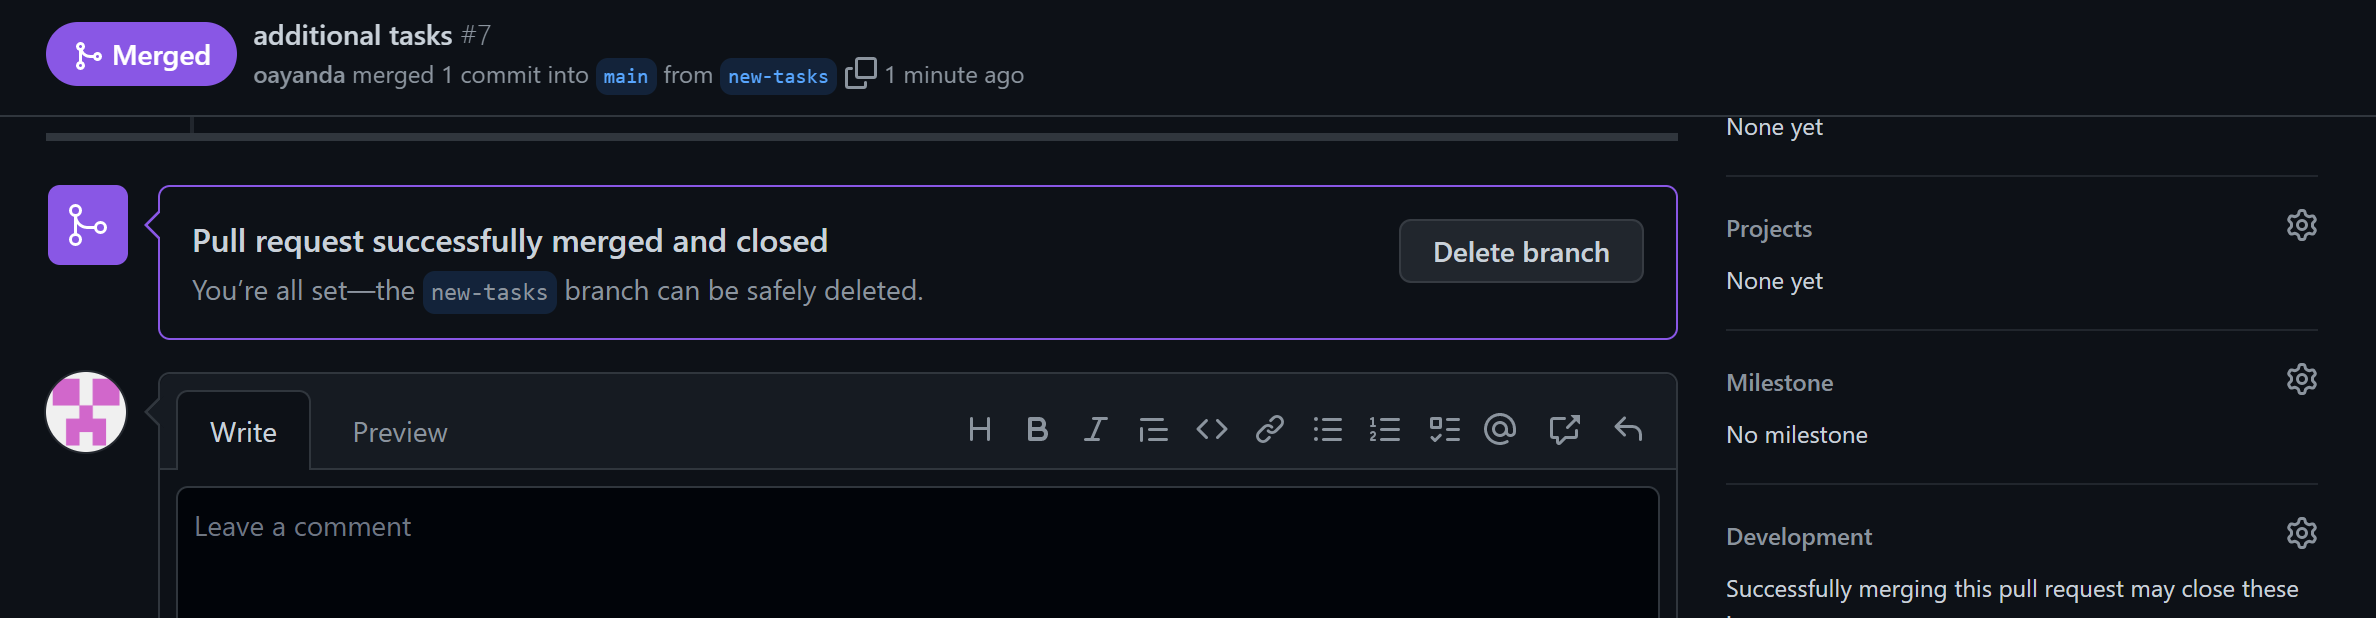 Merged
additional tasks #7
oayanda merged 1 commit into main from new-tasks 1 minute ago
None yet
Pull request successfully merged and closed
You’re all set—the new-tasks branch can be safely deleted.
Delete branch
Projects
None yet
Write
Preview
Leave a comment
Milestone
No milestone
Development
Successfully merging this pull request may close these